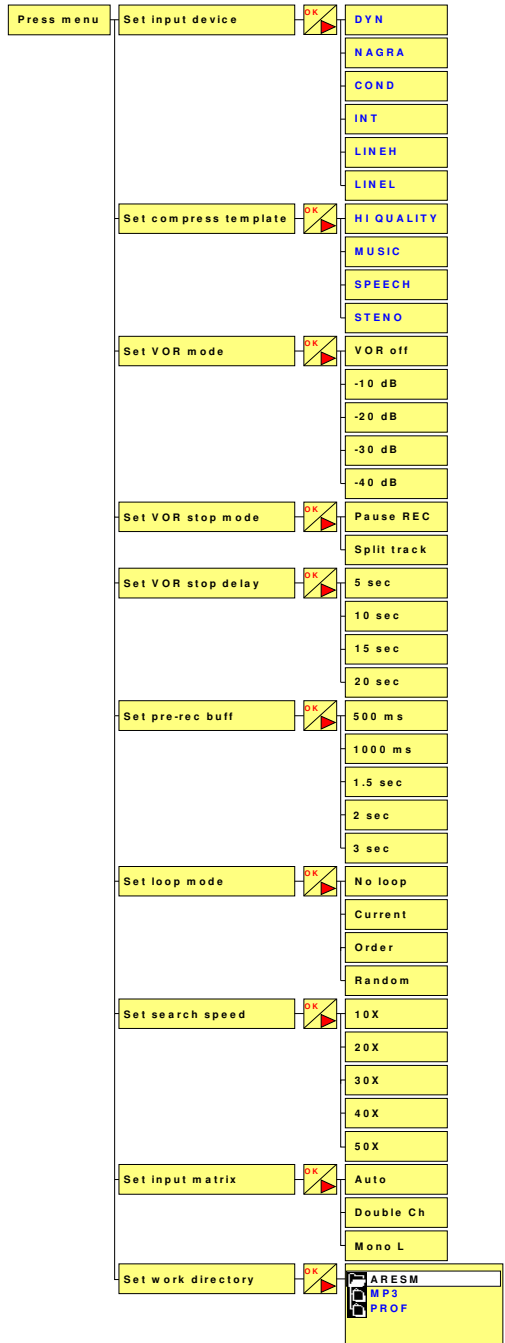 Press menu
Set input device
OK
DYN
NAGRA
COND
INT
LINEH
LINEL
Set compress template
OK
HI QUALITY
MUSIC
SPEECH
STENO
Set VOR mode
OK
VOR off
-10 dB
-20 dB
-30 dB
-40 dB
Set VOR stop mode
OK
Pause REC
Split track
Set VOR stop delay
OK
5 sec
10 sec
15 sec
20 sec
Set pre-rec buff
OK
500 ms
1000 ms
1.5 sec
2 sec
3 sec
Set loop mode
OK
No loop
Current
Order
Random
Set search speed
OK
10X
20X
30X
40X
50X
Set input matrix
OK
Auto
Double Ch
Mono L
Set work directory
OK
ARESM
MP3
PROF